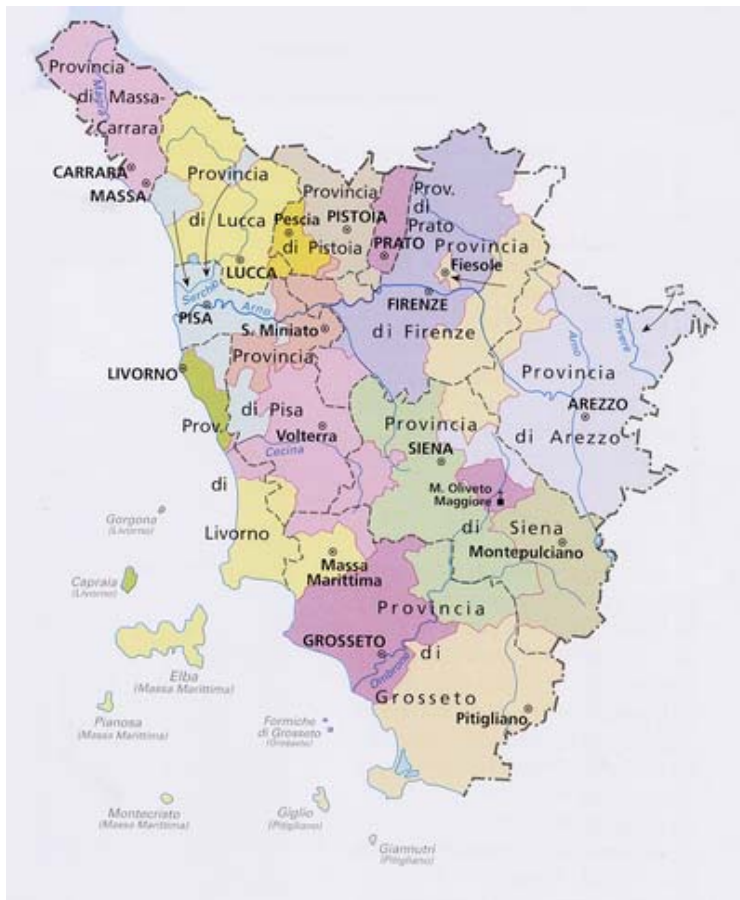 Provincia
di Massa-
Carrara
Magra
CARRARA
MASSA
Provincia
di Lucca
LUCCA
Pescia
Provincia
PISTOIA
di Pistoia
Prov.
di
Prato
PRATO
Provincia
Fiesole
FIRENZE
di Firenze
Serchio
Arno
PISA
S. Miniato
Provincia
di Pisa
Volterra
Cecina
LIVORNO
Prov.
di
Livorno
Provincia
SIENA
M. Oliveto
Maggiore
di Siena
Montepulciano
Arno
Tevere
Provincia
AREZZO
di Arezzo
Massa
Marittima
Provincia
GROSSETO
di
Ombrone
Grosseto
Pitigliano
Gorgona
(Livorno)
Capraia
(Livorno)
Elba
(Massa Marittima)
Pianosa
(Massa Marittima)
Formiche
di Grosseto
(Grosseto)
Montecristo
(Massa Marittima)
Giglio
(Pitigliano)
Giannutri
(Pitigliano)